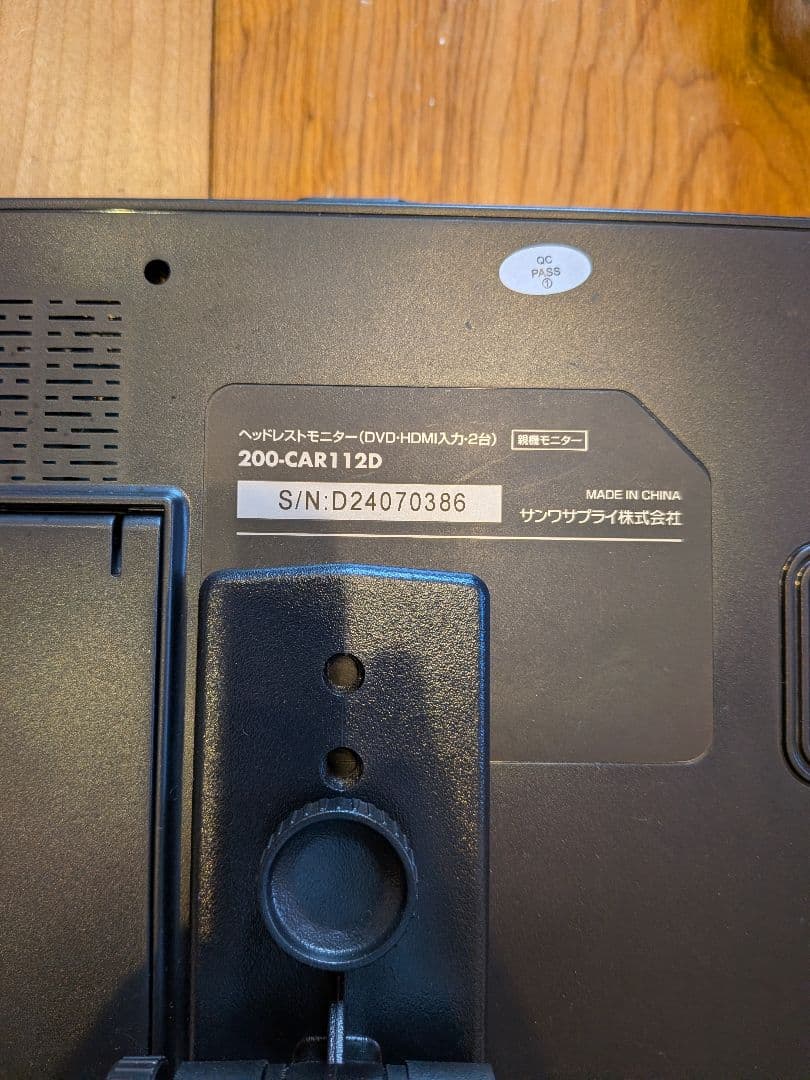 QC
PASS
①
ヘッドレストモニター(DVD・HDMI入力・2台) 親機モニター
200-CAR112D
S/N:D24070386
MADE IN CHINA
サンワサプライ株式会社